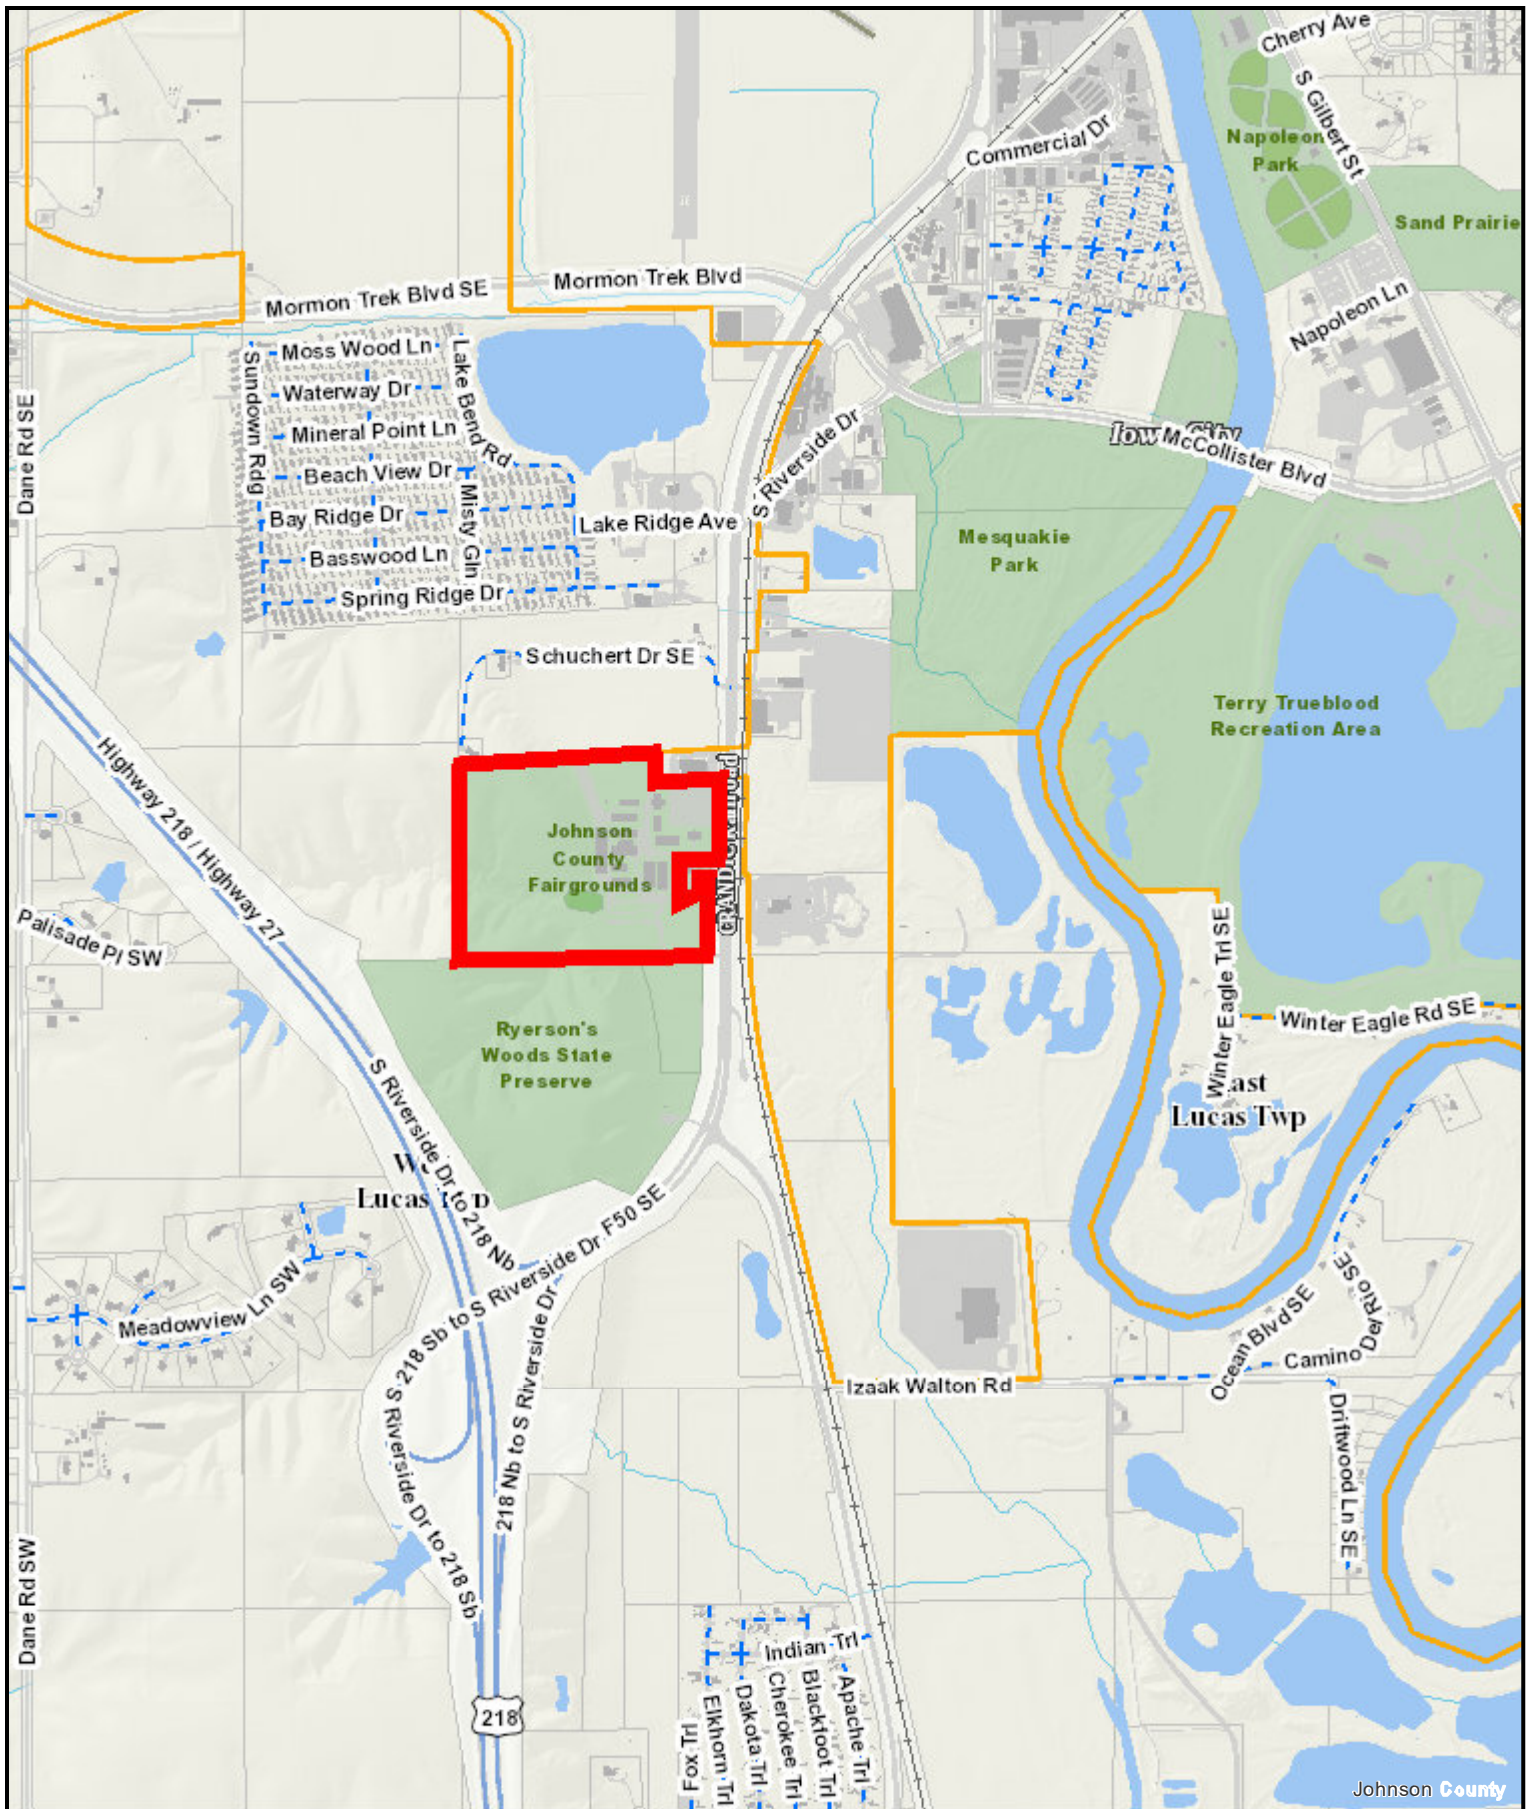 Cherry Ave
S Gilbert St
Napoleon
Park
Commercial Dr
Sand Prairie
Mormon Trek Blvd
Mormon Trek Blvd SE
Napoleon Ln
Moss Wood Ln
Lake Bend Rd
Sundown Rdg
Waterway Dr
Dane Rd SE
Mineral Point Ln
S Riverside Dr
McCollister Blvd
Beach View Dr
Misty Gln
Bay Ridge Dr
Lake Ridge Ave
Mesquakie
Park
Basswood Ln
Spring Ridge Dr
Schuchert Dr SE
Terry Trueblood
Recreation Area
Highway 218 / Highway 27
Johnson
County
Fairgrounds
Palisade Pl SW
Winter Eagle Trl SE
Winter Eagle Rd SE
Ryerson's
Woods State
Preserve
Lucas Twp
S Riverside Dr to 218 Nb
Lucas
F50 SE
S 218 Sb to S Riverside Dr
Meadowview Ln SW
218 Nb to S Riverside Dr
S Riverside Dr to 218 Sb
Ocean Blvd SE
Camino Del Rio SE
Izaak Walton Rd
Driftwood Ln SE
Dane Rd SW
Indian Trl
218
Fox Trl
Elkhorn Trl
Dakota Trl
Cherokee Trl
Blackfoot Trl
Apache Trl
Johnson County